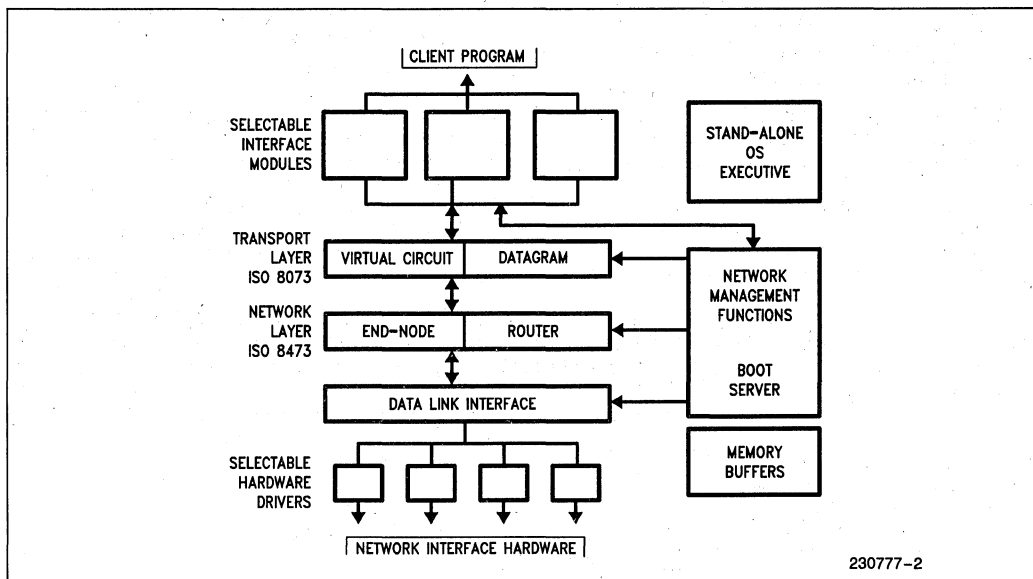 CLIENT PROGRAM
SELECTABLE
INTERFACE
MODULES
STAND-ALONE
OS
EXECUTIVE
TRANSPORT
LAYER
ISO 8073
VIRTUAL CIRCUIT
DATAGRAM
NETWORK
MANAGEMENT
FUNCTIONS
BOOT
SERVER
NETWORK
LAYER
ISO 8473
END-NODE
ROUTER
DATA LINK INTERFACE
SELECTABLE
HARDWARE
DRIVERS
MEMORY
BUFFERS
NETWORK INTERFACE HARDWARE
230777-2